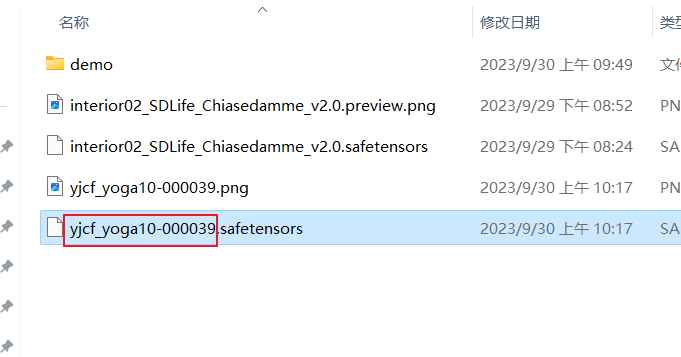 名称 修改日期 类型
demo 2023/9/30 上午 09:49 文件
interior02_SDLife_Chiasedamme_v2.0.preview.png 2023/9/29 下午 08:52 PN
interior02_SDLife_Chiasedamme_v2.0.safetensors 2023/9/29 下午 08:24 SA
yjcf_yoga10-000039.png 2023/9/30 上午 10:17 PN
yjcf_yoga10-000039.safetensors 2023/9/30 上午 10:17 SA